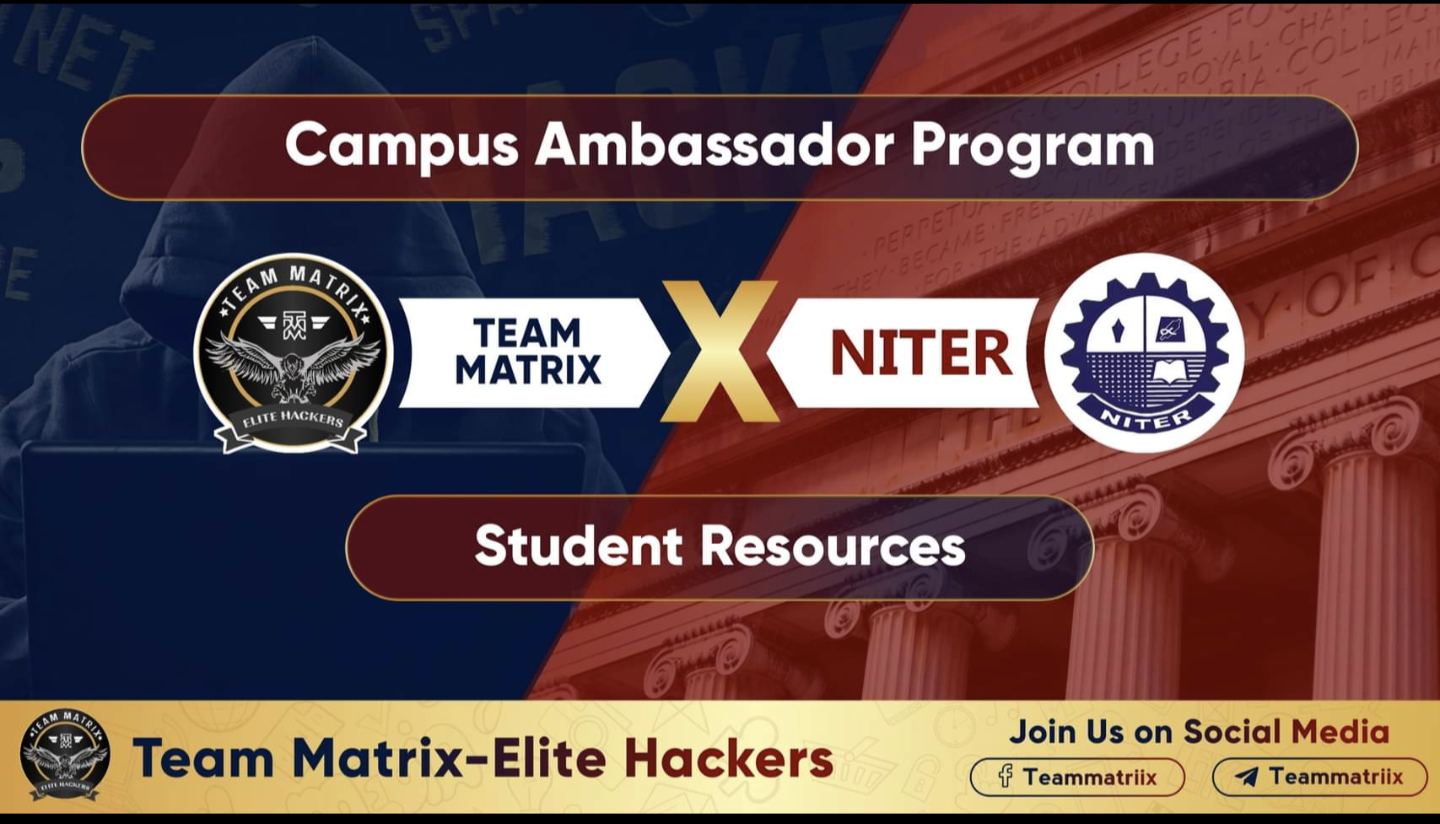 Campus Ambassador Program
TEAM MATRIX
ELITE HACKERS
TEAM
MATRIX
X
NITER
NITER
Student Resources
TEAM MATRIX
ELITE HACKERS
Team Matrix-Elite Hackers
Join Us on Social Media
Teammatriix
Teammatriix